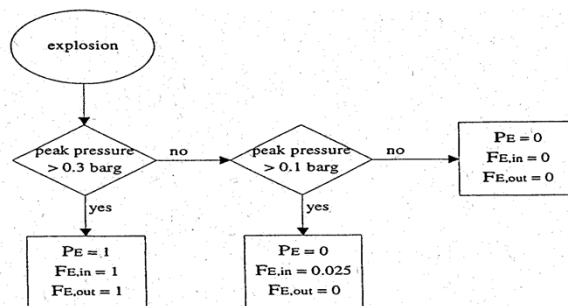 explosion
peak pressure
> 0.3 barg
no
peak pressure
> 0.1 barg
no
PE = 0
FE,in = 0
FE,out = 0
yes
yes
PE = 1
FE,in = 1
FE,out = 1
PE = 0
FE,in = 0.025
FE,out = 0